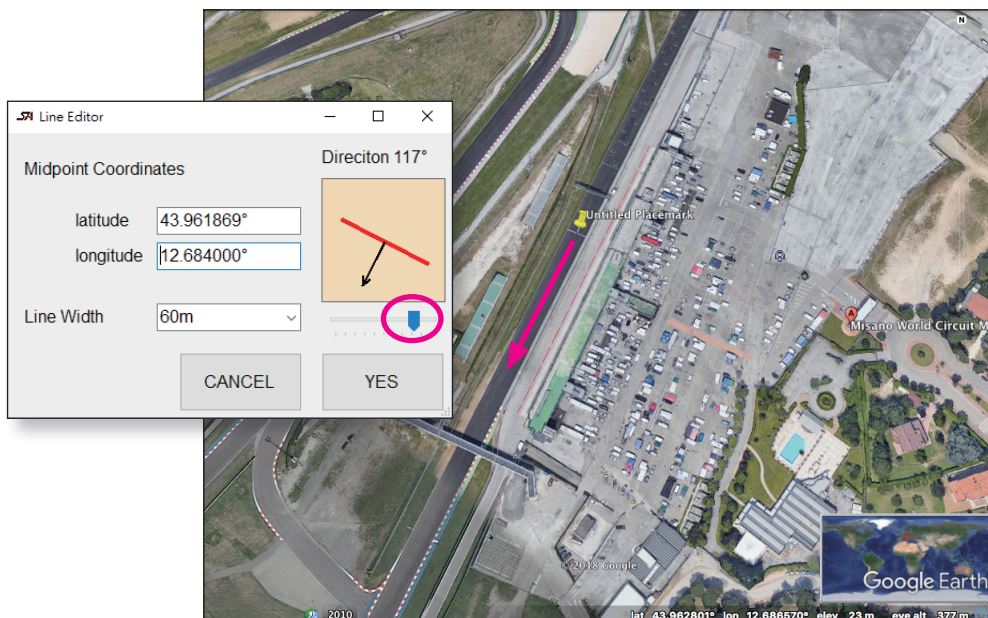 Line Editor
Midpoint Coordinates
Direciton 117°
latitude
43.961869°
longitude
12.684000°
Line Width
60m
CANCEL
YES
N
Untitled Placemark
A
Misano World Circuit M
© 2018 Google
Google Earth
2010
lat 43.962801° lon 12.686570° elev 23 m eye alt 377 m